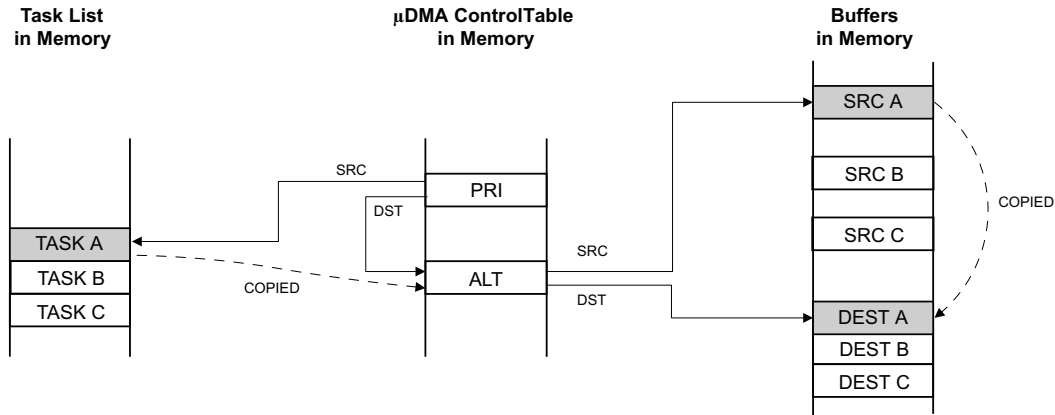 Task List
in Memory
µDMA ControlTable
in Memory
Buffers
in Memory
SRC A
SRC
PRI
SRC B
DST
COPIED
SRC C
TASK A
SRC
TASK B
ALT
COPIED
DST
TASK C
DEST A
DEST B
DEST C